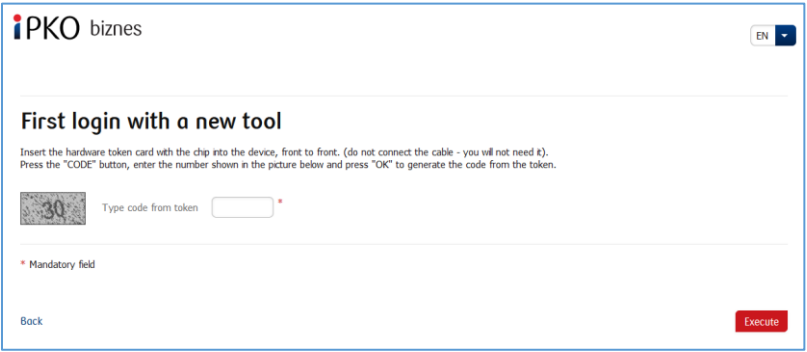 iPKO biznes
EN
First login with a new tool
Insert the hardware token card with the chip into the device, front to front. (do not connect the cable - you will not need it).
Press the "CODE" button, enter the number shown in the picture below and press "OK" to generate the code from the token.
30 Type code from token *
* Mandatory field
Back Execute